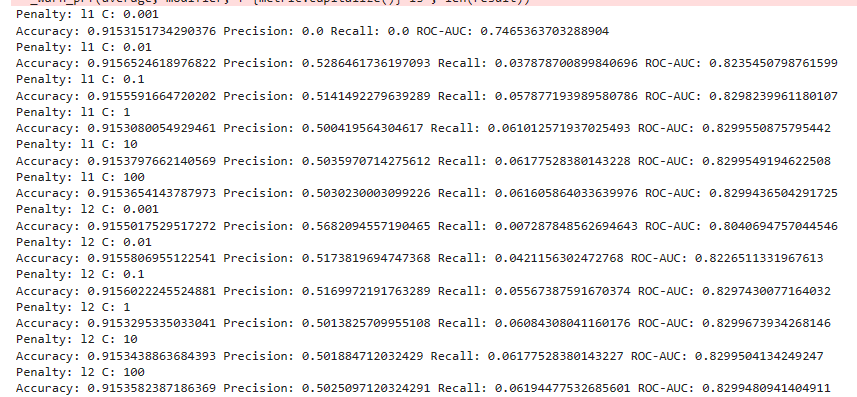 _warn_prf(average, modifier, f"{metric.capitalize()} is", len(result))
Penalty: l1 C: 0.001
Accuracy: 0.9153151734290376 Precision: 0.0 Recall: 0.0 ROC-AUC: 0.7465363703288904
Penalty: l1 C: 0.01
Accuracy: 0.9156524618976822 Precision: 0.5286461736197093 Recall: 0.037878700899840696 ROC-AUC: 0.8235450798761599
Penalty: l1 C: 0.1
Accuracy: 0.9155591664720202 Precision: 0.5141492279639289 Recall: 0.057877193989580786 ROC-AUC: 0.8298239961180107
Penalty: l1 C: 1
Accuracy: 0.9153080054929461 Precision: 0.500419564304617 Recall: 0.061012571937025493 ROC-AUC: 0.8299550875795442
Penalty: l1 C: 10
Accuracy: 0.9153797662140569 Precision: 0.5035970714275612 Recall: 0.06177528380143228 ROC-AUC: 0.8299549194622508
Penalty: l1 C: 100
Accuracy: 0.9153654143787973 Precision: 0.5030230003099226 Recall: 0.061605864033639976 ROC-AUC: 0.8299436504291725
Penalty: l2 C: 0.001
Accuracy: 0.9155017529517272 Precision: 0.5682094557190465 Recall: 0.007287848562694643 ROC-AUC: 0.8040694757044546
Penalty: l2 C: 0.01
Accuracy: 0.9155806955122541 Precision: 0.5173819694747368 Recall: 0.0421156302472768 ROC-AUC: 0.8226511331967613
Penalty: l2 C: 0.1
Accuracy: 0.9156022245524881 Precision: 0.5169972191763289 Recall: 0.05567387591670374 ROC-AUC: 0.8297430077164032
Penalty: l2 C: 1
Accuracy: 0.9153295335033041 Precision: 0.5013825709955108 Recall: 0.06084308041160176 ROC-AUC: 0.8299673934268146
Penalty: l2 C: 10
Accuracy: 0.9153438863684393 Precision: 0.501884712032429 Recall: 0.06177528380143227 ROC-AUC: 0.8299504134249247
Penalty: l2 C: 100
Accuracy: 0.9153582387186369 Precision: 0.5025097120324291 Recall: 0.06194477532685601 ROC-AUC: 0.8299480941404911